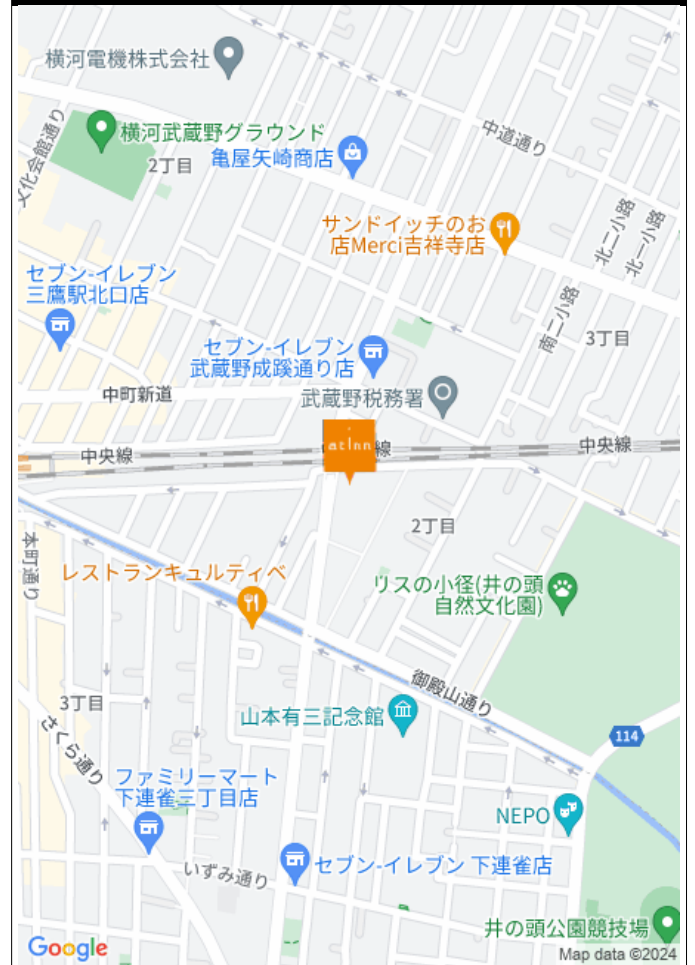 横河電機株式会社
文化会館通り
横河武蔵野グラウンド
2丁目
亀屋矢崎商店
中道通り
サンドイッチのお
店Merci吉祥寺店
北二小路
北一小路
セブン-イレブン
三鷹駅北口店
南二小路
3丁目
セブン-イレブン
武蔵野成蹊通り店
中町新道
武蔵野税務署
中央線
atinn
線
中央線
2丁目
本町通り
レストランキュルティベ
リスの小径(井の頭
自然文化園)
御殿山通り
3丁目
さくら通り
山本有三記念館
114
ファミリーマート
下連雀三丁目店
NEPO
いずみ通り
セブン-イレブン 下連雀店
井の頭公園競技場
Google
Map data ©2024